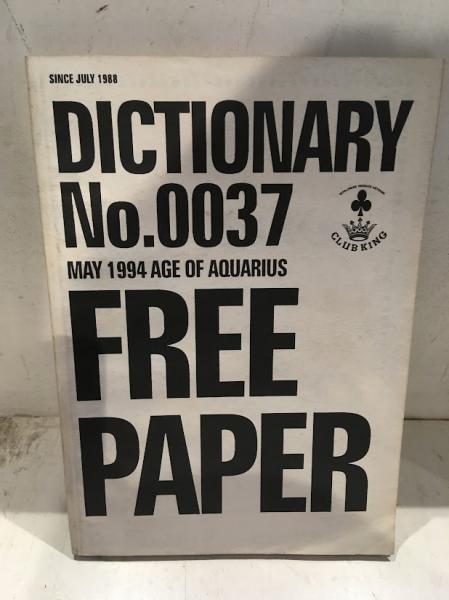 SINCE JULY 1988
DICTIONARY
No.0037
MAY 1994 AGE OF AQUARIUS
CLUB KING
FREE
PAPER